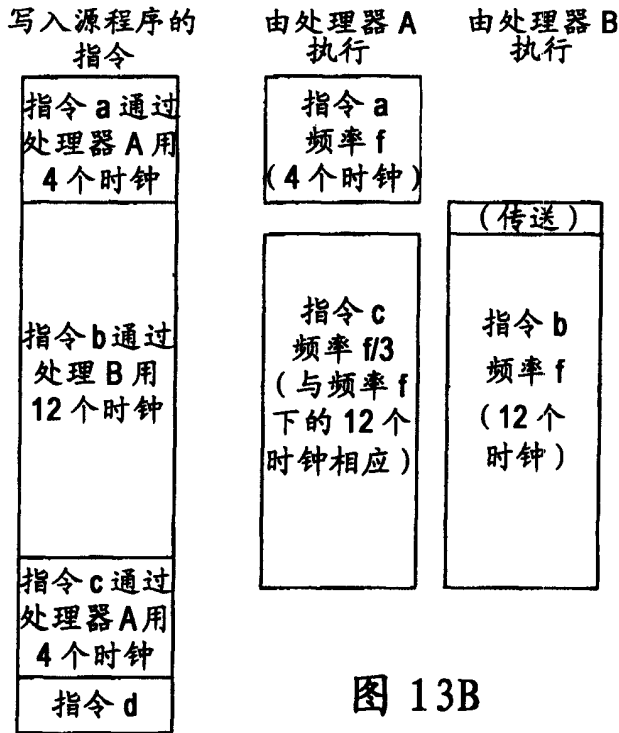 写入源程序的
指令
由处理器 A
执行
由处理器 B
执行
指令 a 通过
处理器 A 用
4 个时钟
指令 b 通过
处理 B 用
12 个时钟
指令 c 通过
处理器 A 用
4 个时钟
指令 d
指令 a
频率 f
(4 个时钟)
指令 c
频率 f/3
(与频率 f
下的 12 个
时钟相应)
(传送)
指令 b
频率 f
(12 个
时钟)
图 13B